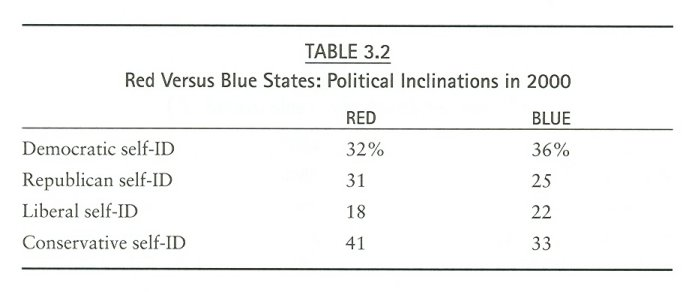 TABLE 3.2
Red Versus Blue States: Political Inclinations in 2000
RED BLUE
Democratic self-ID 32% 36%
Republican self-ID 31 25
Liberal self-ID 18 22
Conservative self-ID 41 33